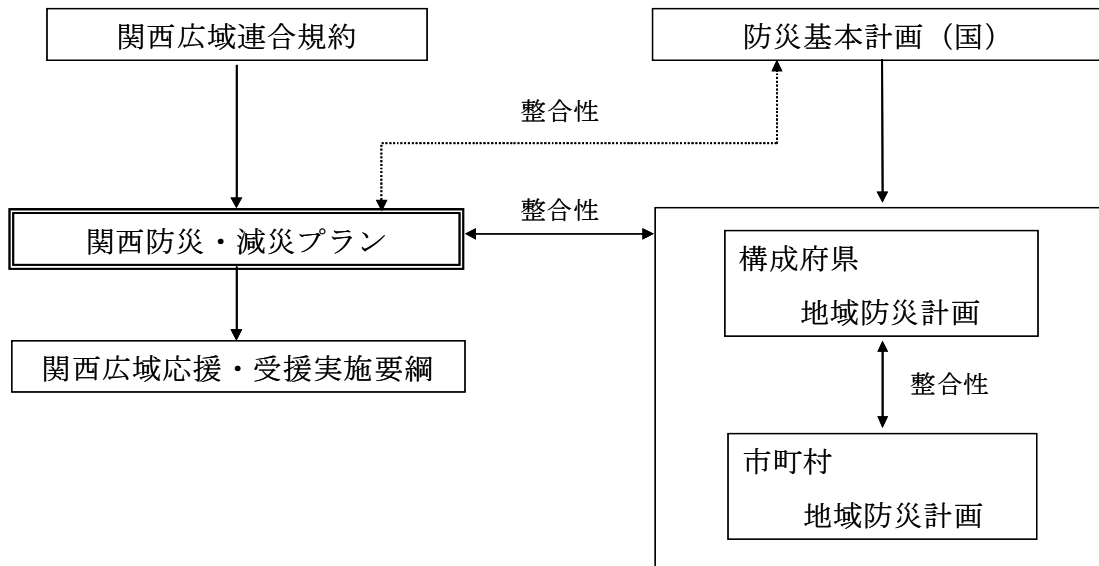 関西広域連合規約
防災基本計画（国）
整合性
整合性
関西防災・減災プラン
構成府県
地域防災計画
関西広域応援・受援実施要綱
整合性
市町村
地域防災計画